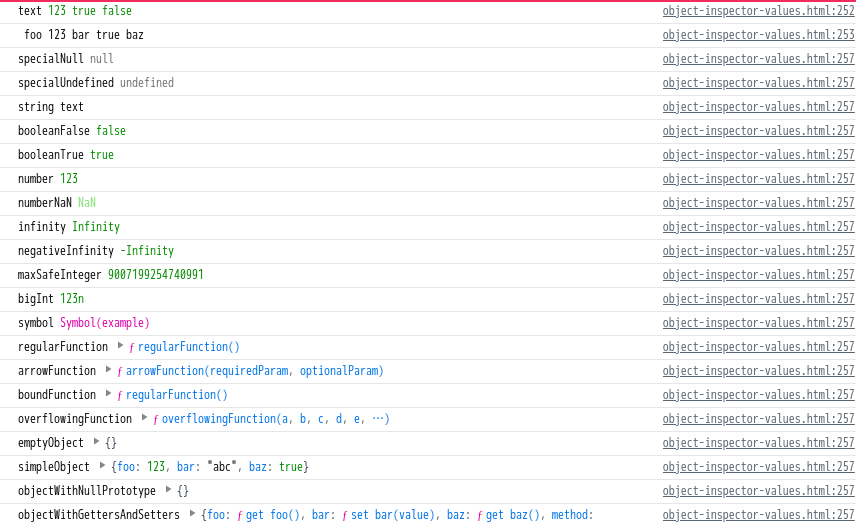 text 123 true false object-inspector-values.html:252
foo 123 bar true baz object-inspector-values.html:253
specialNull null object-inspector-values.html:257
specialUndefined undefined object-inspector-values.html:257
string text object-inspector-values.html:257
booleanFalse false object-inspector-values.html:257
booleanTrue true object-inspector-values.html:257
number 123 object-inspector-values.html:257
numberNaN NaN object-inspector-values.html:257
infinity Infinity object-inspector-values.html:257
negativeInfinity -Infinity object-inspector-values.html:257
maxSafeInteger 9007199254740991 object-inspector-values.html:257
bigInt 123n object-inspector-values.html:257
symbol Symbol(example) object-inspector-values.html:257
regularFunction ▶ ƒ regularFunction() object-inspector-values.html:257
arrowFunction ▶ ƒ arrowFunction(requiredParam, optionalParam) object-inspector-values.html:257
boundFunction ▶ ƒ regularFunction() object-inspector-values.html:257
overflowingFunction ▶ ƒ overflowingFunction(a, b, c, d, e, …) object-inspector-values.html:257
emptyObject ▶ {} object-inspector-values.html:257
simpleObject ▶ {foo: 123, bar: "abc", baz: true} object-inspector-values.html:257
objectWithNullPrototype ▶ {} object-inspector-values.html:257
objectWithGettersAndSetters ▶ {foo: ƒ get foo(), bar: ƒ set bar(value), baz: ƒ get baz(), method: object-inspector-values.html:257